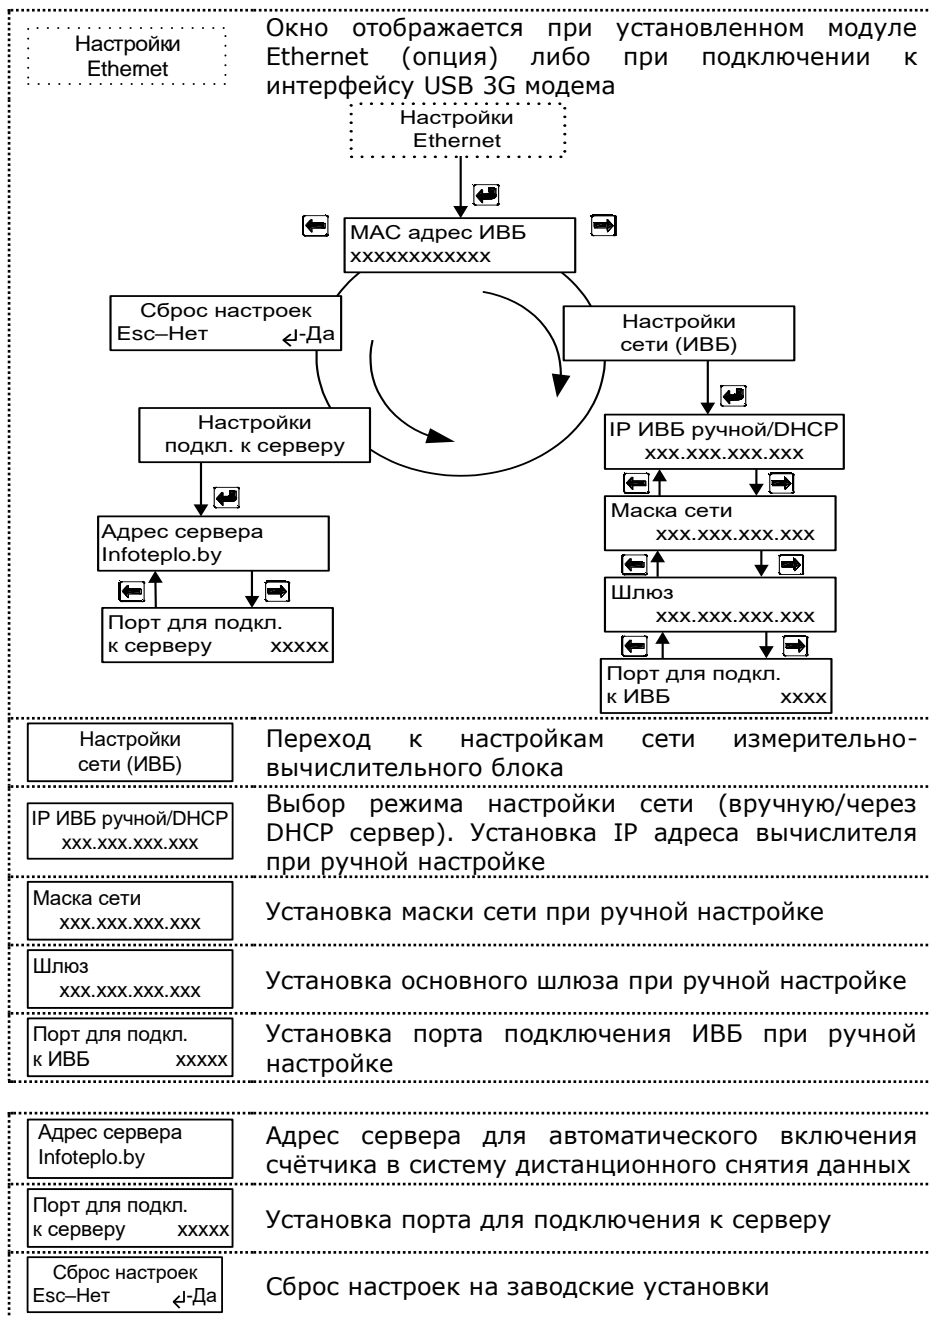 Настройки
Ethernet
Окно отображается при установленном модуле
Ethernet (опция) либо при подключении к
интерфейсу USB 3G модема
Настройки
Ethernet
МАС адрес ИВБ
xxxxxxxxxxxx
Сброс настроек
Esc–Нет ↵-Да
Настройки
сети (ИВБ)
Настройки
подкл. к серверу
IP ИВБ ручной/DHCP
xxx.xxx.xxx.xxx
Маска сети
xxx.xxx.xxx.xxx
Адрес сервера
Infoteplo.by
Шлюз
xxx.xxx.xxx.xxx
Порт для подкл.
к серверу xxxxx
Порт для подкл.
к ИВБ xxxx
Настройки
сети (ИВБ)
Переход к настройкам сети измерительно-
вычислительного блока
IP ИВБ ручной/DHCP
xxx.xxx.xxx.xxx
Выбор режима настройки сети (вручную/через
DHCP сервер). Установка IP адреса вычислителя
при ручной настройке
Маска сети
xxx.xxx.xxx.xxx
Установка маски сети при ручной настройке
Шлюз
xxx.xxx.xxx.xxx
Установка основного шлюза при ручной настройке
Порт для подкл.
к ИВБ xxxxx
Установка порта подключения ИВБ при ручной
настройке
Адрес сервера
Infoteplo.by
Адрес сервера для автоматического включения
счётчика в систему дистанционного снятия данных
Порт для подкл.
к серверу xxxxx
Установка порта для подключения к серверу
Сброс настроек
Esc–Нет ↵-Да
Сброс настроек на заводские установки